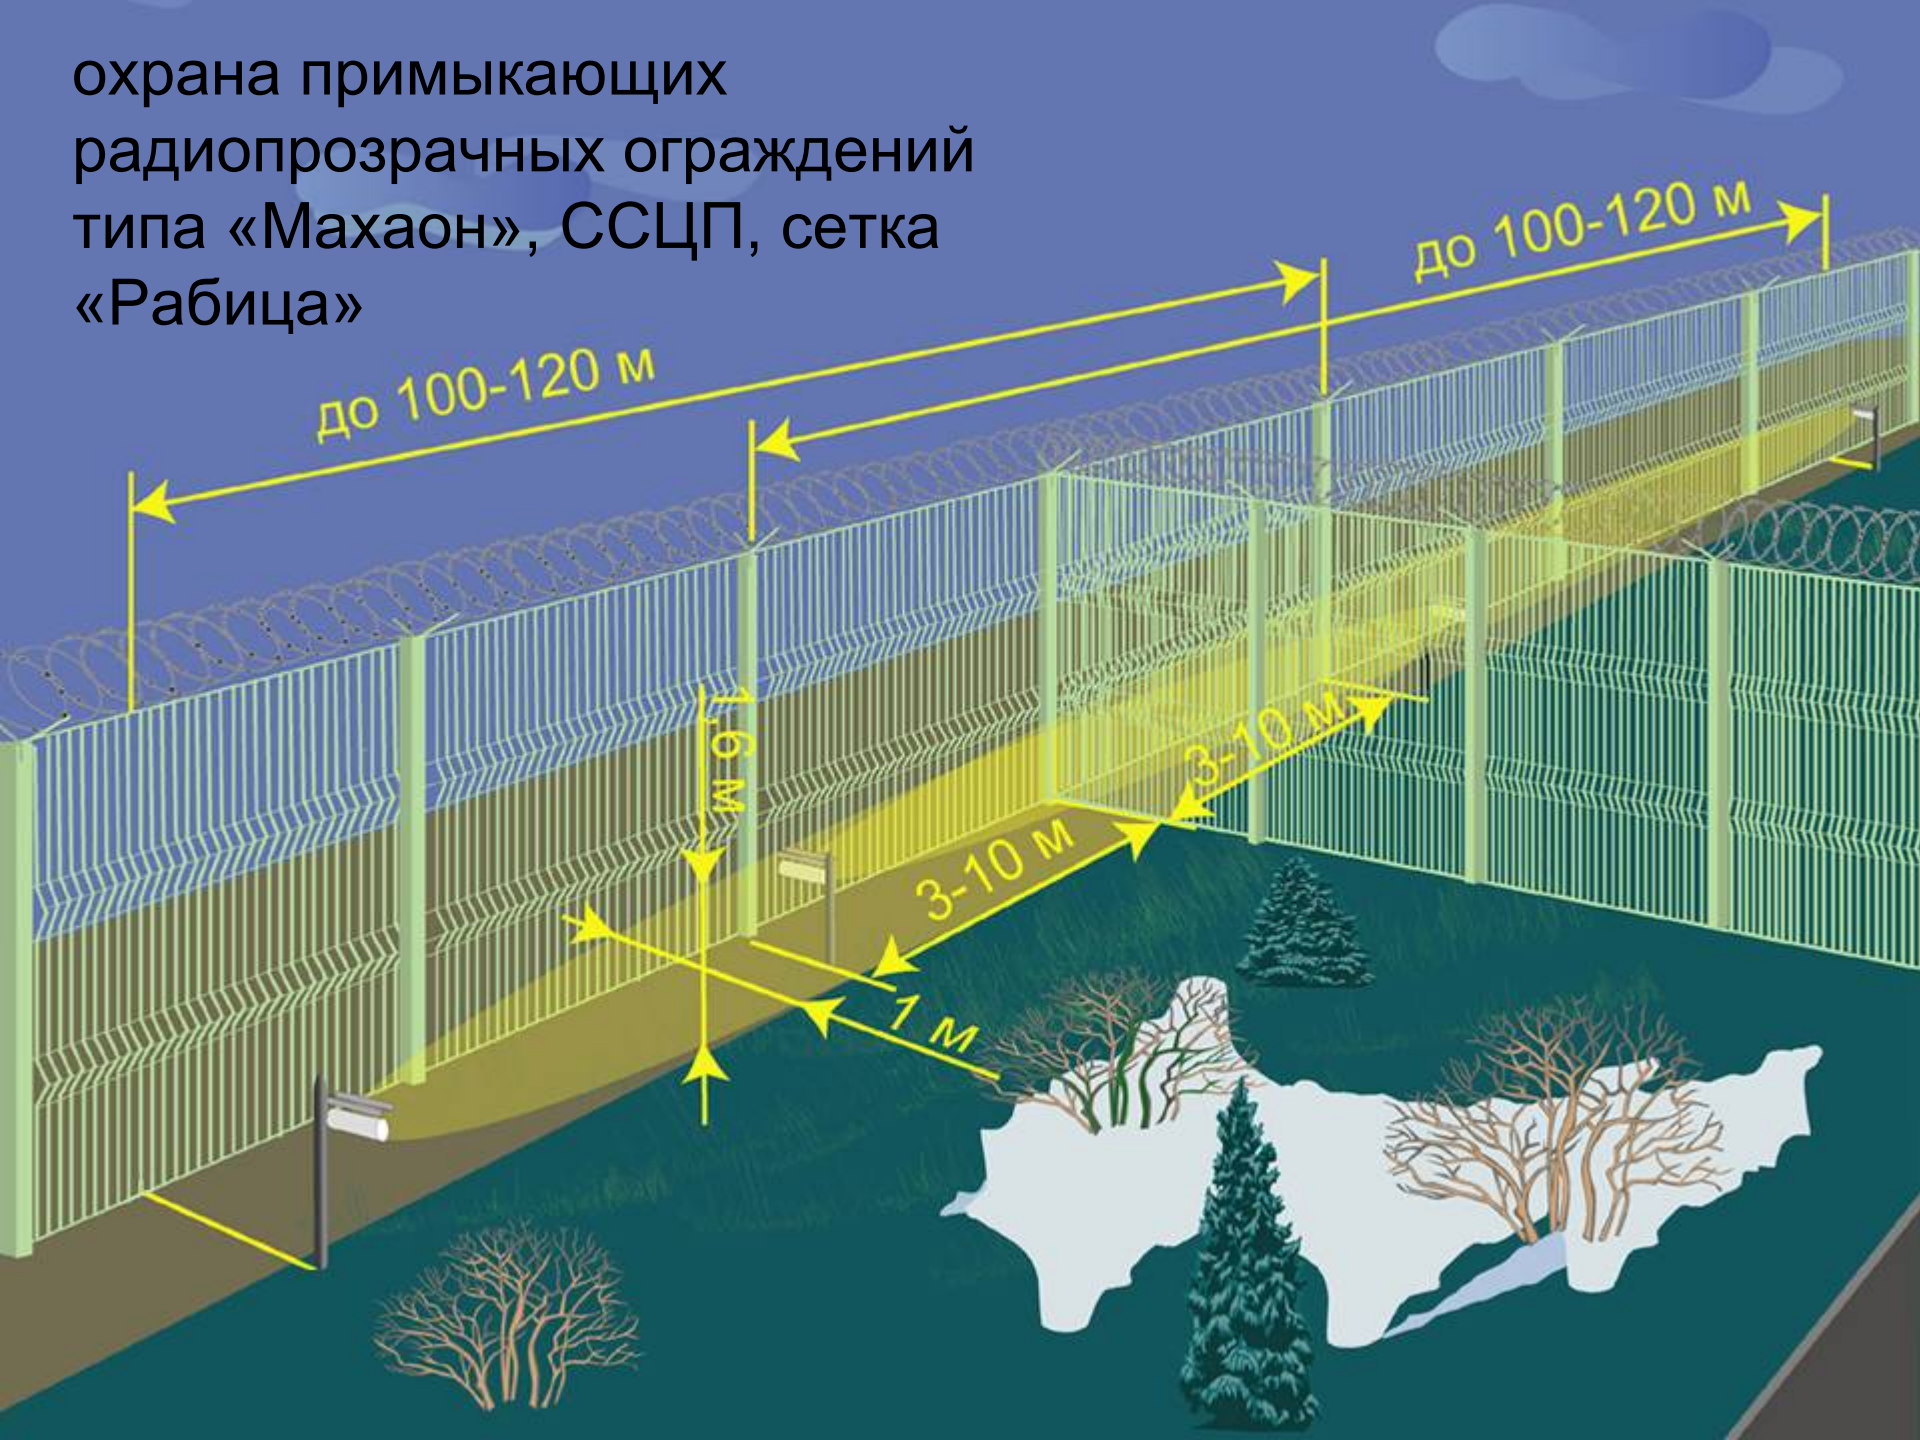 охрана примыкающих
радиопрозрачных ограждений
типа «Махаон», ССЦП, сетка
«Рабица»
до 100-120 м
до 100-120 м
1,6 м
3-10 м
3-10 м
1 м